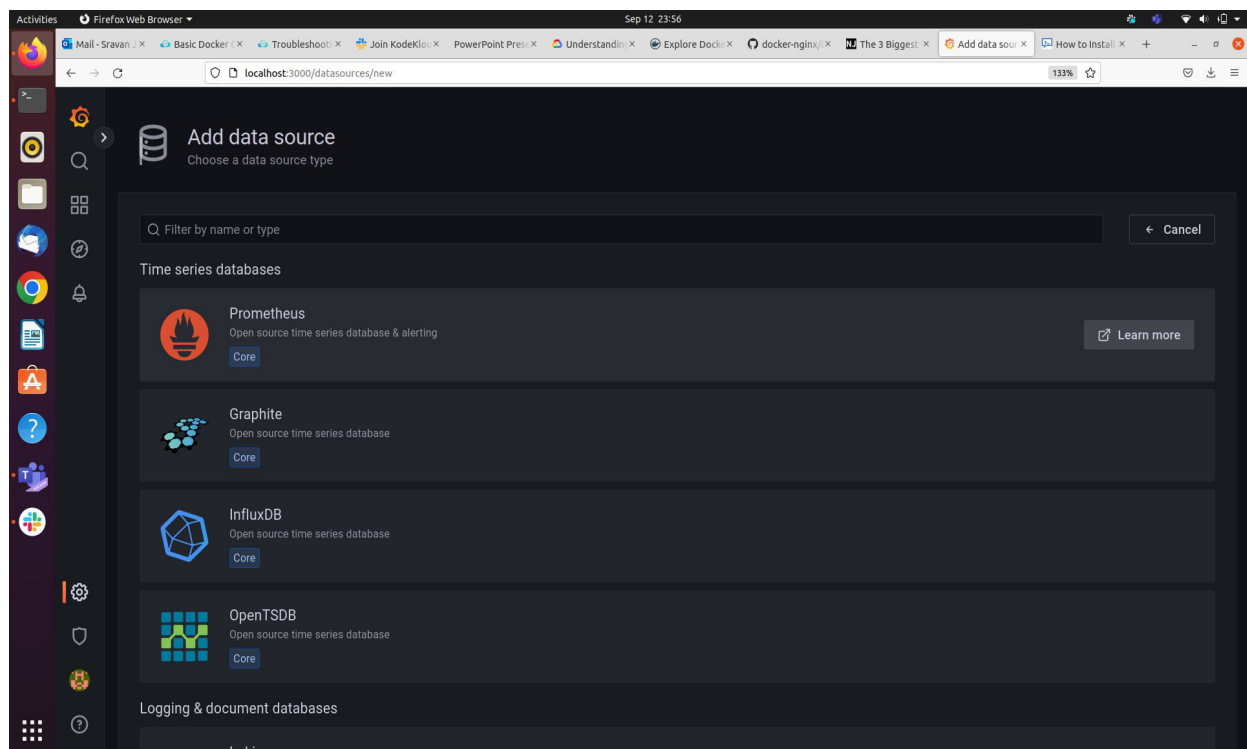 Activities
Firefox Web Browser
Sep 12 23:56
Mail - Sravan J
Basic Docker C
Troubleshooti
Join KodeKlou
PowerPoint Prese
Understanding
Explore Docke
docker-nginx/
The 3 Biggest
Add data sour
How to Install
localhost:3000/datasources/new
133%
Add data source
Choose a data source type
Filter by name or type
Cancel
Time series databases
Prometheus
Open source time series database & alerting
Core
Learn more
Graphite
Open source time series database
Core
InfluxDB
Open source time series database
Core
OpenTSDB
Open source time series database
Core
Logging & document databases